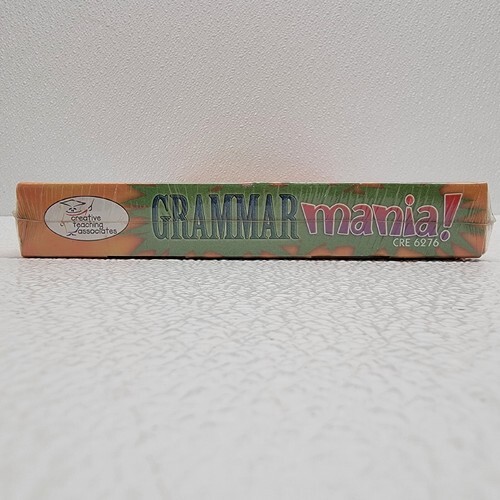 creative
teaching
associates
GRAMMAR mania!
CRE 6276